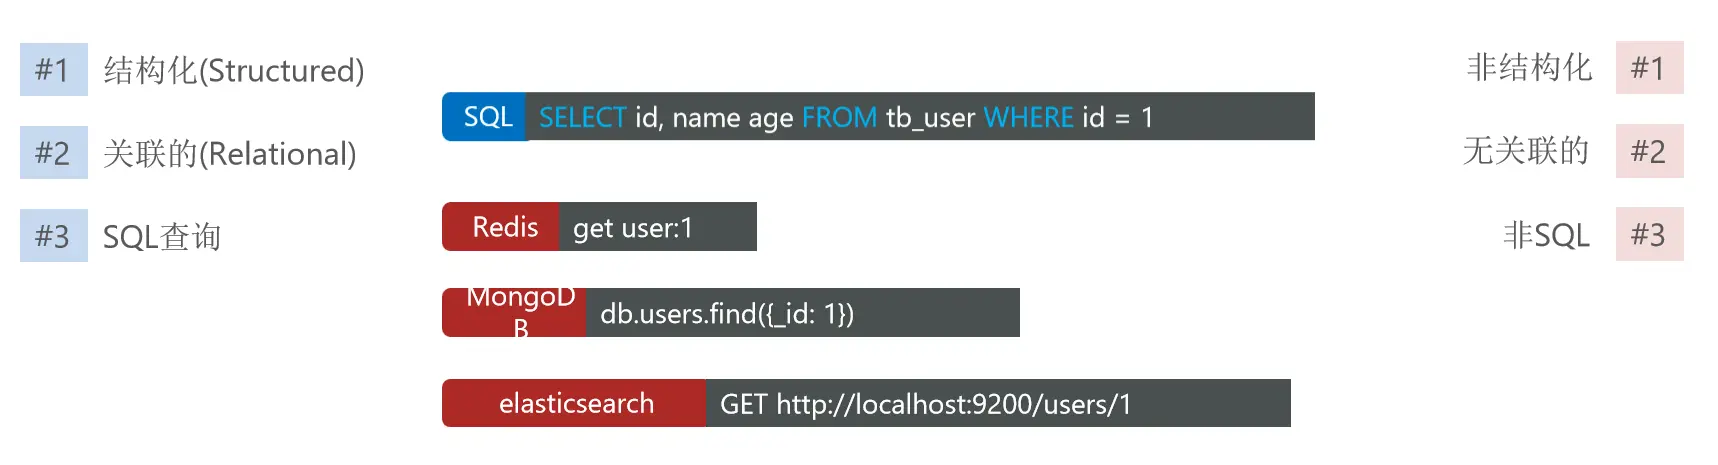 #1 结构化(Structured)
#2 关联的(Relational)
#3 SQL查询
SQL SELECT id, name age FROM tb_user WHERE id = 1
Redis get user:1
MongoD
B
db.users.find({_id: 1})
elasticsearch GET http://localhost:9200/users/1
非结构化 #1
无关联的 #2
非SQL #3